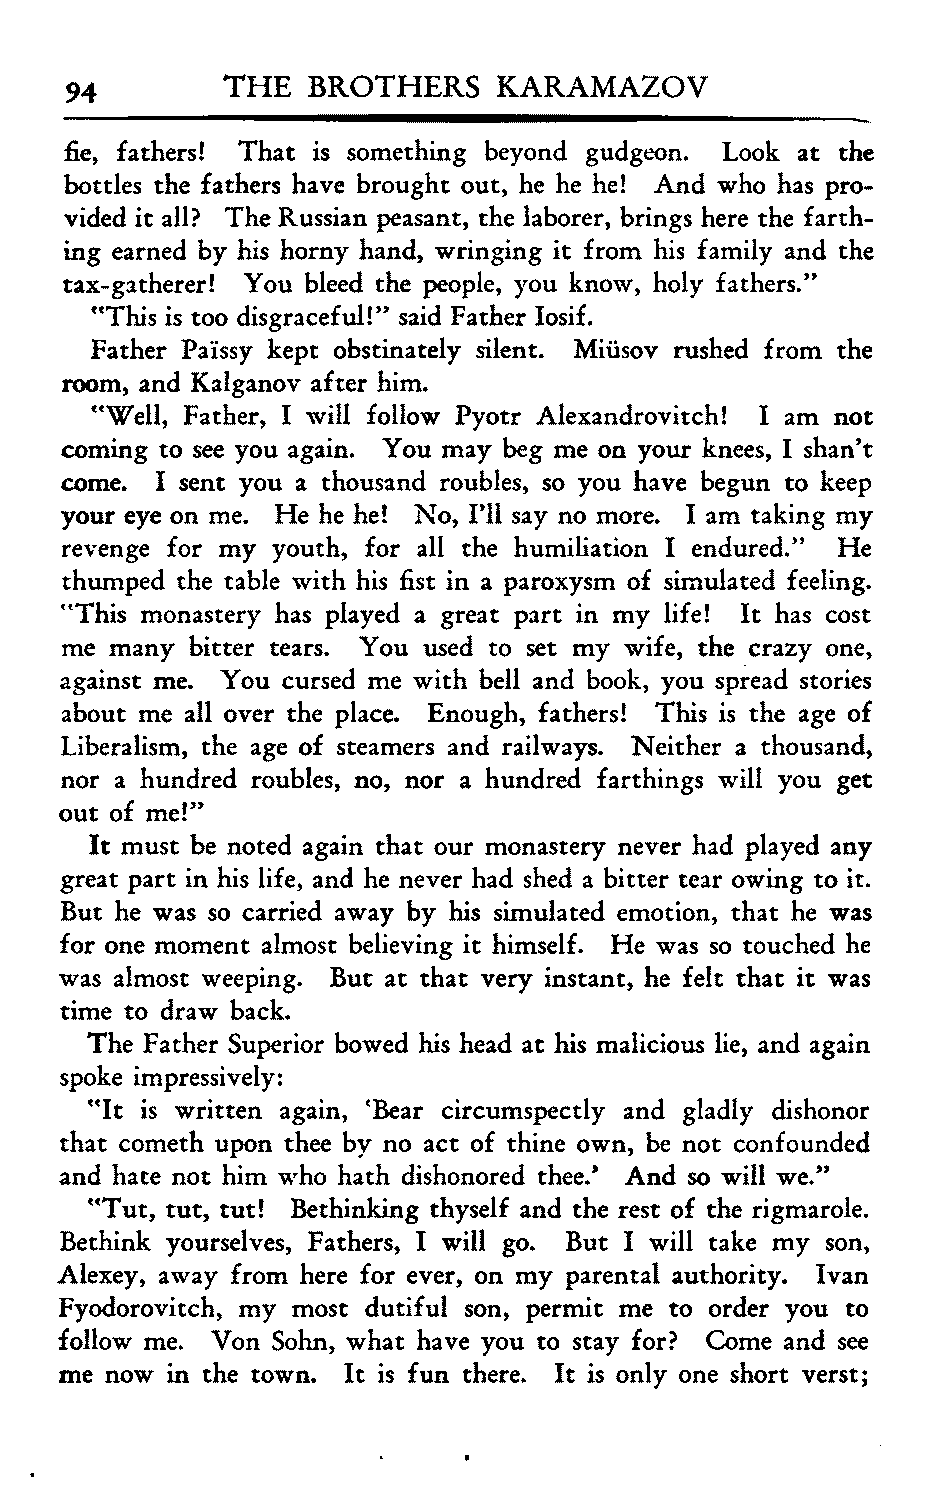 94 THE BROTHERS KARAMAZOV
fie, fathers! That is something beyond gudgeon. Look at the
bottles the fathers have brought out, he he he! And who has pro-
vided it all? The Russian peasant, the laborer, brings here the farth-
ing earned by his horny hand, wringing it from his family and the
tax-gatherer! You bleed the people, you know, holy fathers."
"This is too disgraceful!" said Father Iosif.
Father Païssy kept obstinately silent. Miüsov rushed from the
room, and Kalganov after him.
"Well, Father, I will follow Pyotr Alexandrovitch! I am not
coming to see you again. You may beg me on your knees, I shan't
come. I sent you a thousand roubles, so you have begun to keep
your eye on me. He he he! No, I'll say no more. I am taking my
revenge for my youth, for all the humiliation I endured." He
thumped the table with his fist in a paroxysm of simulated feeling.
"This monastery has played a great part in my life! It has cost
me many bitter tears. You used to set my wife, the crazy one,
against me. You cursed me with bell and book, you spread stories
about me all over the place. Enough, fathers! This is the age of
Liberalism, the age of steamers and railways. Neither a thousand,
nor a hundred roubles, no, nor a hundred farthings will you get
out of me!"
It must be noted again that our monastery never had played any
great part in his life, and he never had shed a bitter tear owing to it.
But he was so carried away by his simulated emotion, that he was
for one moment almost believing it himself. He was so touched he
was almost weeping. But at that very instant, he felt that it was
time to draw back.
The Father Superior bowed his head at his malicious lie, and again
spoke impressively:
"It is written again, 'Bear circumspectly and gladly dishonor
that cometh upon thee by no act of thine own, be not confounded
and hate not him who hath dishonored thee.' And so will we."
"Tut, tut, tut! Bethinking thyself and the rest of the rigmarole.
Bethink yourselves, Fathers, I will go. But I will take my son,
Alexey, away from here for ever, on my parental authority. Ivan
Fyodorovitch, my most dutiful son, permit me to order you to
follow me. Von Sohn, what have you to stay for? Come and see
me now in the town. It is fun there. It is only one short verst;